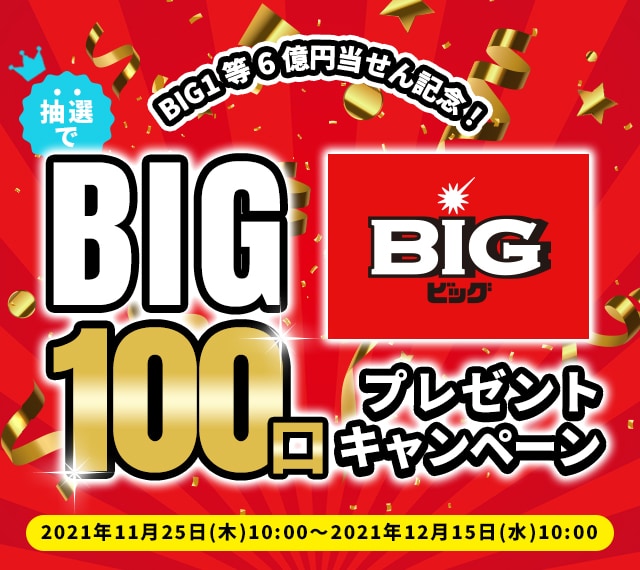 BIG1等6億円当せん記念！
抽選
で
BIG
100口
BIG
ビッグ
プレゼント
キャンペーン
2021年11月25日(木)10:00～2021年12月15日(水)10:00